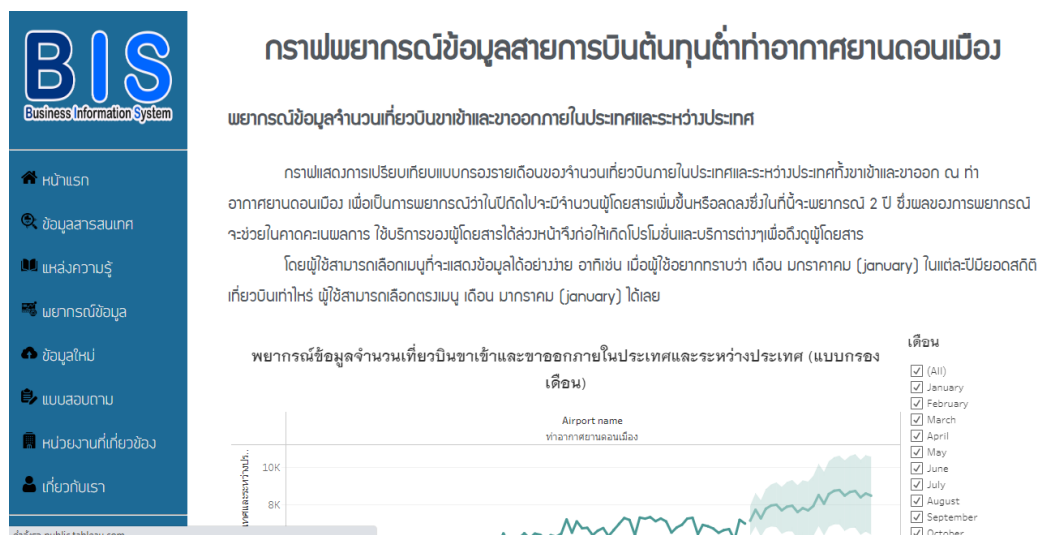 BIS
Business Information System
หน้าแรก
ข้อมูลสารสนเทศ
แหล่งความรู้
พยากรณ์ข้อมูล
ข้อมูลใหม่
แบบสอบถาม
หน่วยงานที่เกี่ยวข้อง
เกี่ยวกับเรา
กราฟพยากรณ์ข้อมูลสายการบินต้นทุนต่ำท่าอากาศยานดอนเมือง
พยากรณ์ข้อมูลจำนวนเที่ยวบินขาเข้าและขาออกภายในประเทศและระหว่างประเทศ
กราฟแสดงการเปรียบเทียบแบบกรองรายเดือนของจำนวนเที่ยวบินภายในประเทศและระหว่างประเทศทั้งขาเข้าและขาออก ณ ท่า
อากาศยานดอนเมือง เพื่อเป็นการพยากรณ์ว่าในปีถัดไปจะมีจำนวนผู้โดยสารเพิ่มขึ้นหรือลดลงซึ่งในที่นี้จะพยากรณ์ 2 ปี ซึ่งผลของการพยากรณ์
จะช่วยในคาดคะเนผลการ ใช้บริการของผู้โดยสารได้ล่วงหน้าจึงก่อให้เกิดโปรโมชั่นและบริการต่างๆเพื่อดึงดูผู้โดยสาร
โดยผู้ใช้สามารถเลือกเมนูที่จะแสดงข้อมูลได้อย่างง่าย อาทิเช่น เมื่อผู้ใช้อยากทราบว่า เดือน มกราคาคม (january) ในแต่ละปีมียอดสถิติ
เที่ยวบินเท่าไหร่ ผู้ใช้สามารถเลือกตรงเมนู เดือน มากราคม (january) ได้เลย
พยากรณ์ข้อมูลจำนวนเที่ยวบินขาเข้าและขาออกภายในประเทศและระหว่างประเทศ (แบบกรอง
เดือน)
Airport name
ท่าอากาศยานดอนเมือง
10K
8K
เดือน
(All)
January
February
March
April
May
June
July
August
September
October